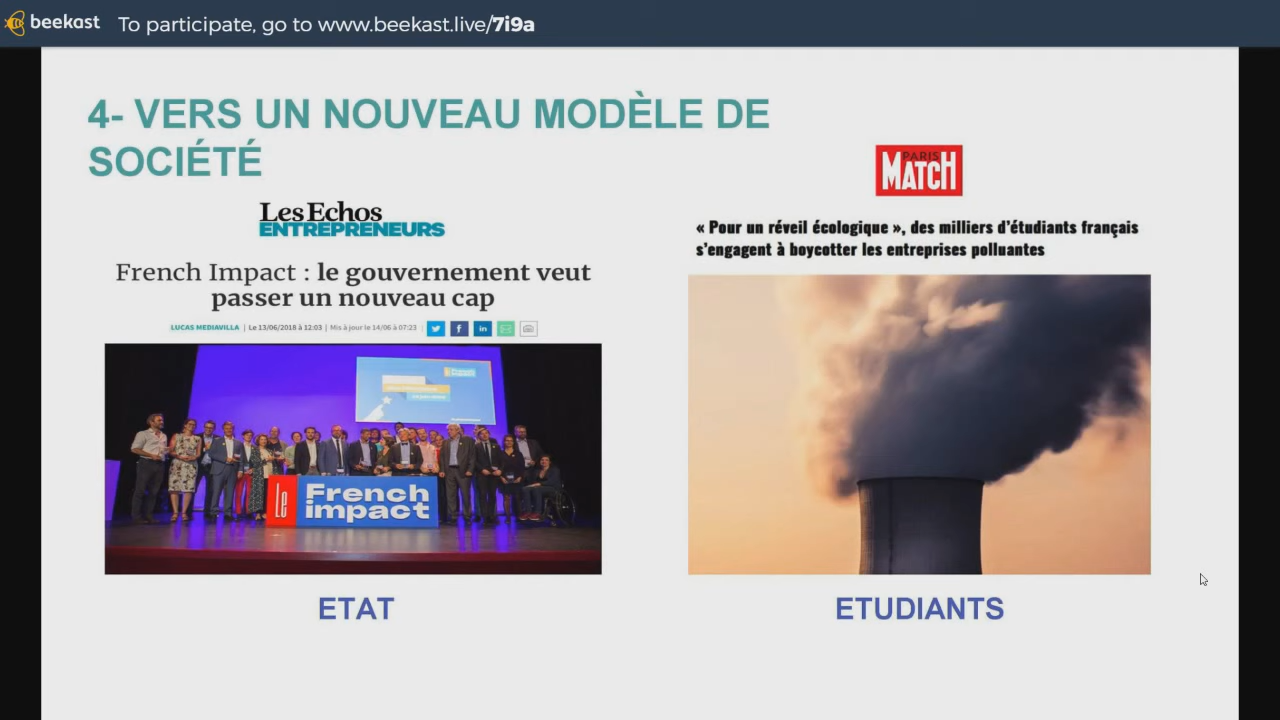 beekast To participate, go to www.beekast.live/7i9a
4- VERS UN NOUVEAU MODÈLE DE
SOCIÉTÉ
Les Echos
ENTREPRENEURS
French Impact : le gouvernement veut
passer un nouveau cap
LUCAS MEDIAVILLA | Le 13/06/2018 à 12:03 | Mis à jour le 14/06 à 07:23
French
impact
le French
impact
ETAT
PARIS
MATCH
« Pour un réveil écologique », des milliers d'étudiants français
s'engagent à boycotter les entreprises polluantes
ETUDIANTS